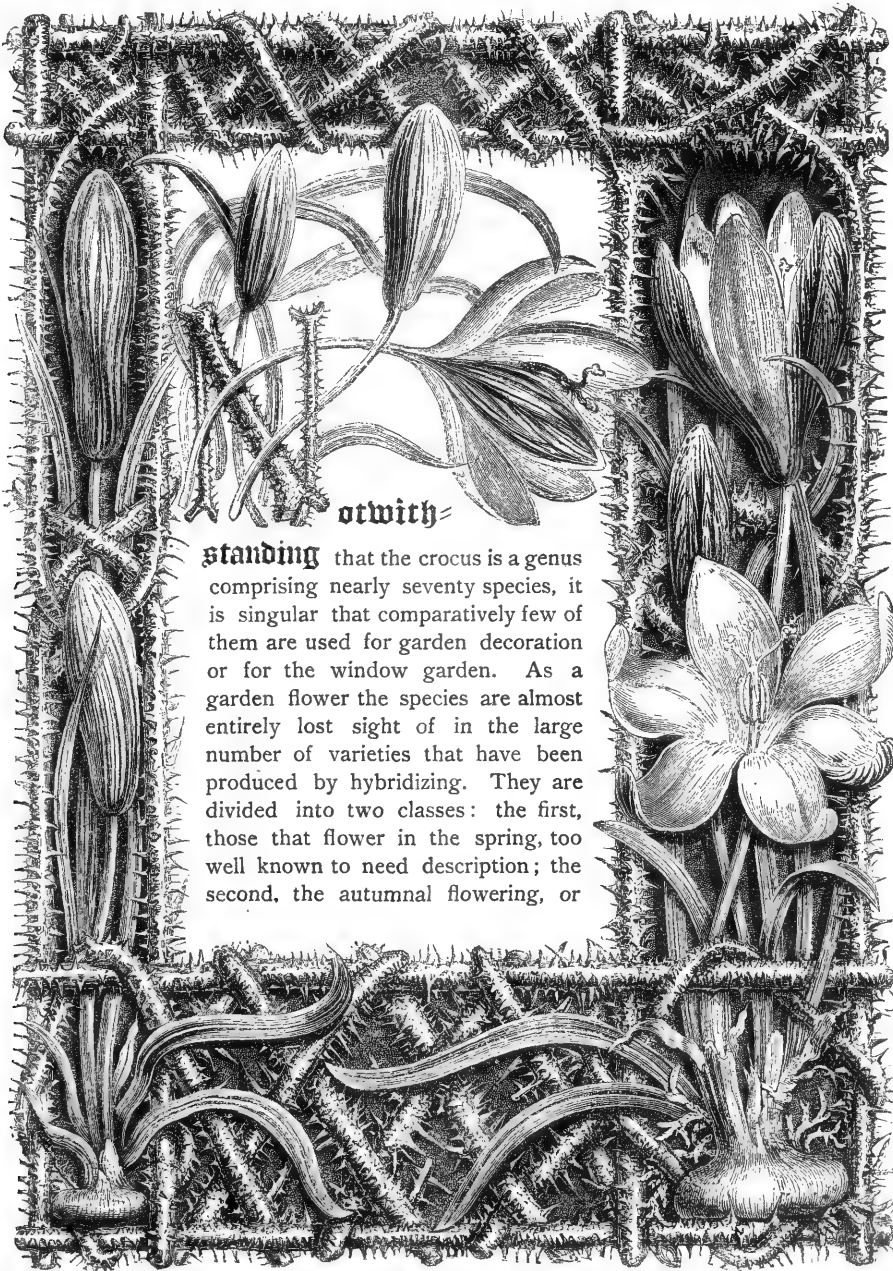 Notwith=
standing that the crocus is a genus
comprising nearly seventy species, it
is singular that comparatively few of
them are used for garden decoration
or for the window garden. As a
garden flower the species are almost
entirely lost sight of in the large
number of varieties that have been
produced by hybridizing. They are
divided into two classes: the first,
those that flower in the spring, too
well known to need description; the
second, the autumnal flowering, or